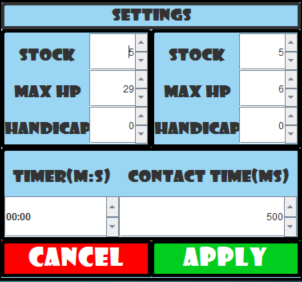 SETTINGS
STOCK 5 STOCK 5
MAX HP 29 MAX HP 6
HANDICAP 0 HANDICAP 0
TIMER(M:S) CONTACT TIME(MS)
00:00 500
CANCEL APPLY